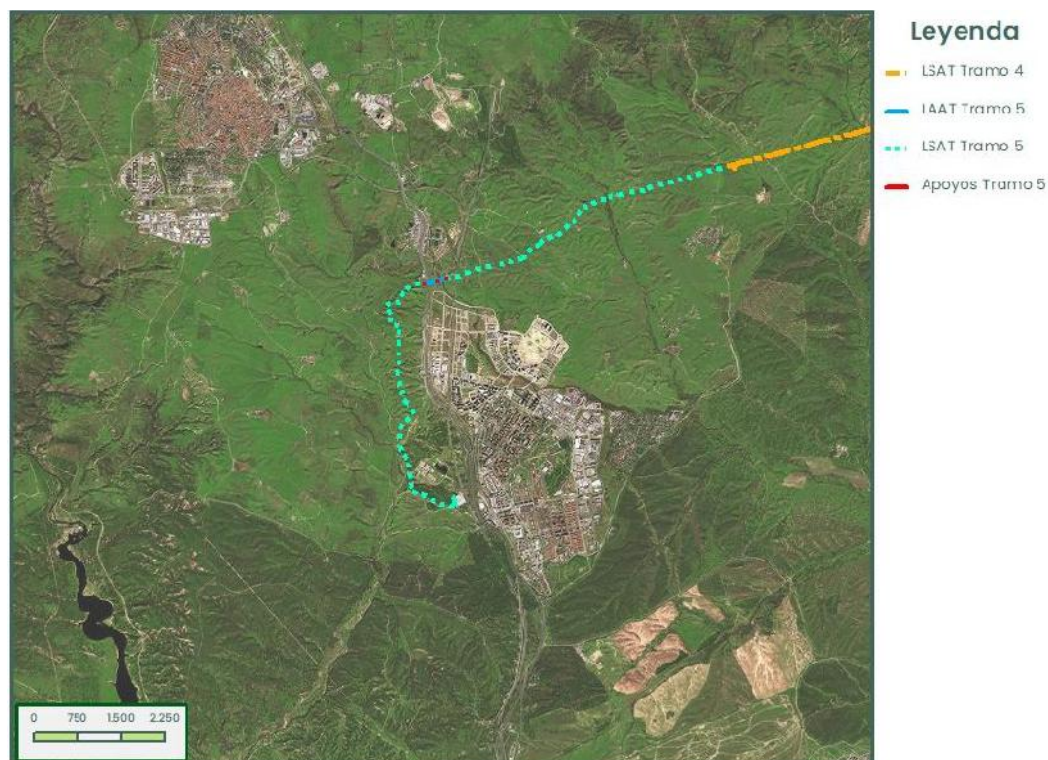 Leyenda
LSAT Tramo 4
LAAT Tramo 5
LSAT Tramo 5
Apoyos Tramo 5
0 750 1.500 2.250